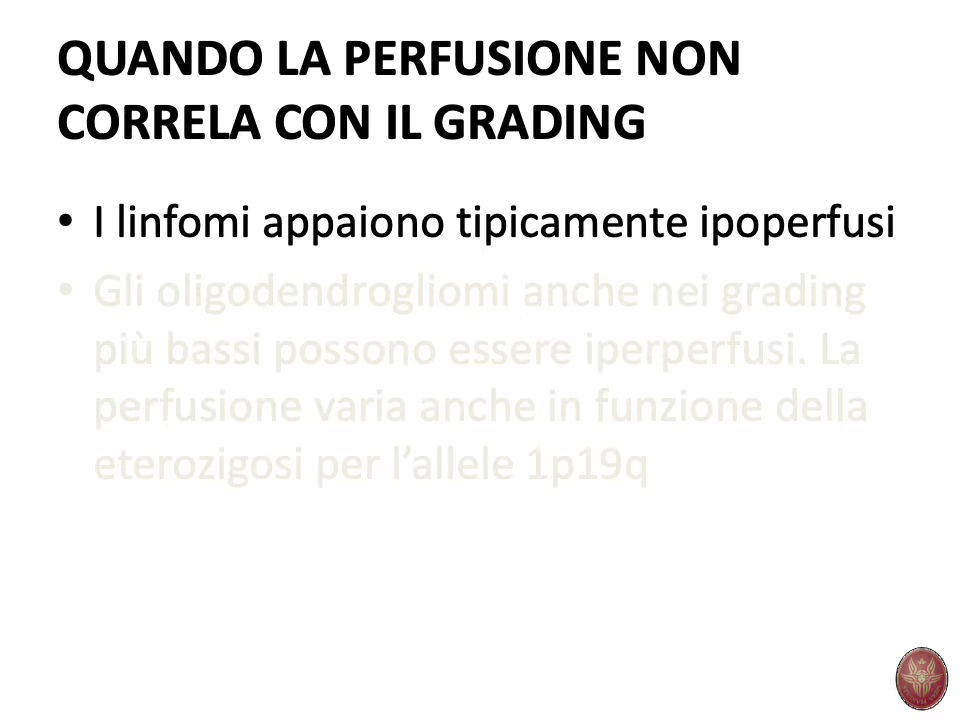 QUANDO LA PERFUSIONE NON
CORRELA CON IL GRADING
• I linfomi appaiono tipicamente ipoperfusi
• Gli oligodendrogliomi anche nei grading
più bassi possono essere iperperfusi. La
perfusione varia anche in funzione della
eterozigosi per l’allele 1p19q